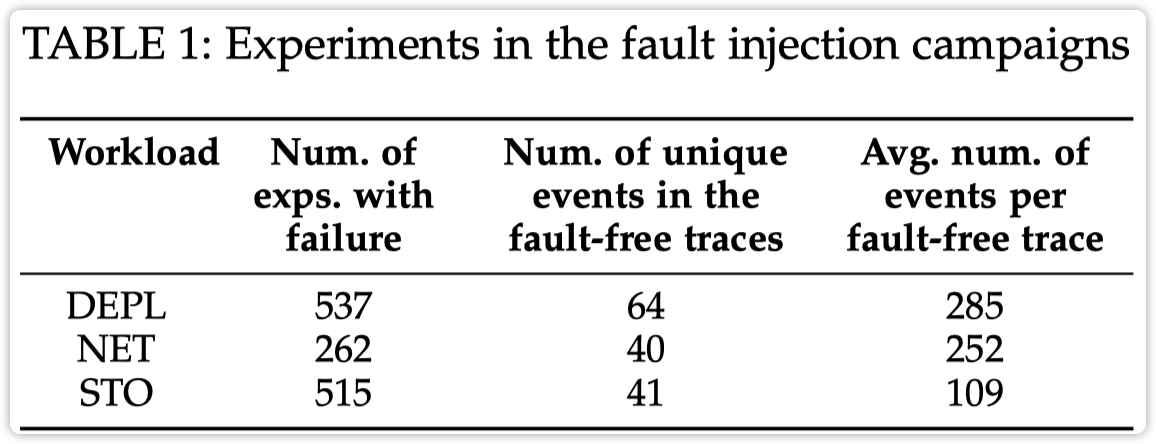 TABLE 1: Experiments in the fault injection campaigns
Workload Num. of exps. with failure Num. of unique events in the fault-free traces Avg. num. of events per fault-free trace
DEPL 537 64 285
NET 262 40 252
STO 515 41 109